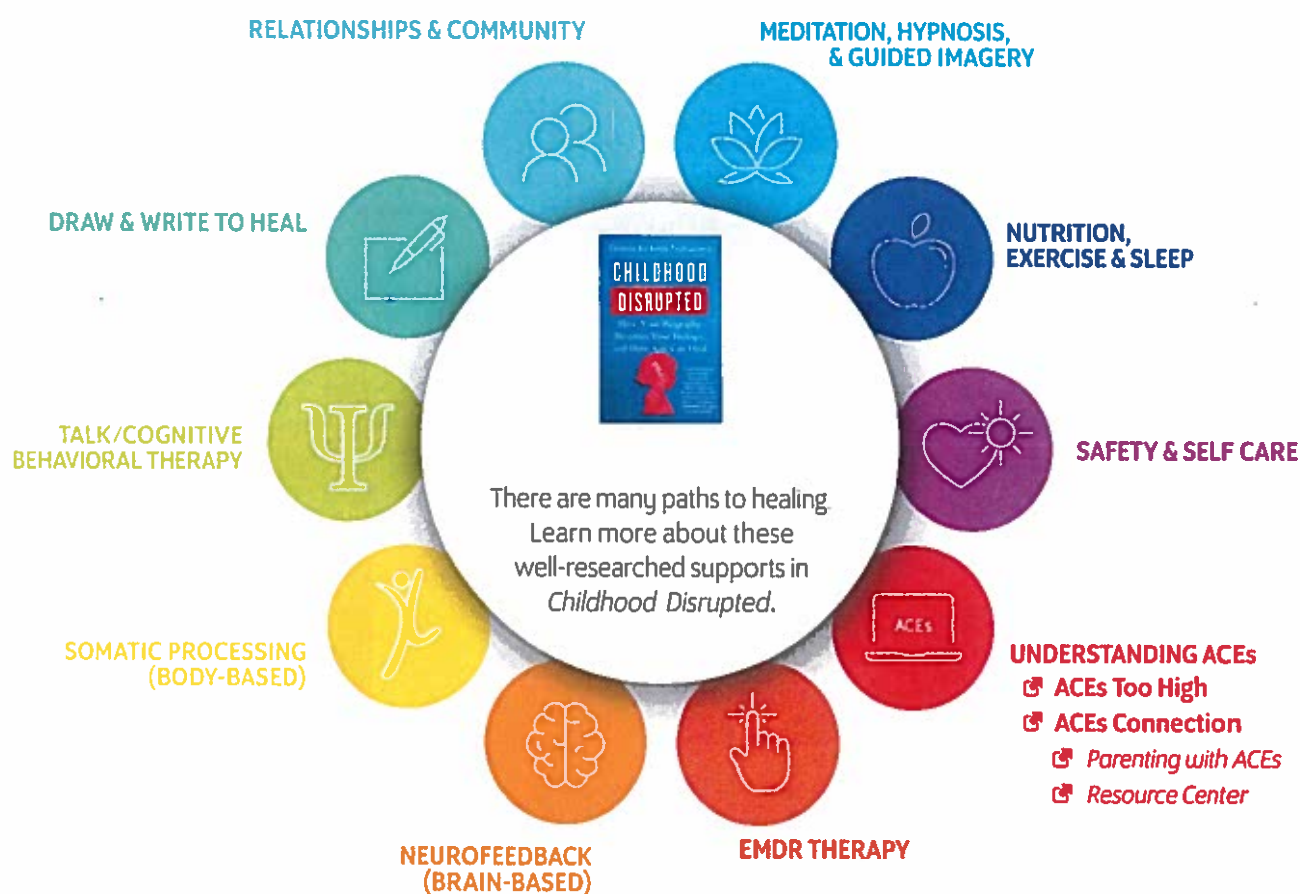 RELATIONSHIPS & COMMUNITY
MEDITATION, HYPNOSIS,
& GUIDED IMAGERY
DRAW & WRITE TO HEAL
NUTRITION,
EXERCISE & SLEEP
CHILDHOOD
DISRUPTED
TALK/COGNITIVE
BEHAVIORAL THERAPY
SAFETY & SELF CARE
There are many paths to healing.
Learn more about these
well-researched supports in
Childhood Disrupted.
ACEs
SOMATIC PROCESSING
(BODY-BASED)
UNDERSTANDING ACEs
ACEs Too High
ACEs Connection
Parenting with ACEs
Resource Center
NEUROFEEDBACK
(BRAIN-BASED)
EMDR THERAPY